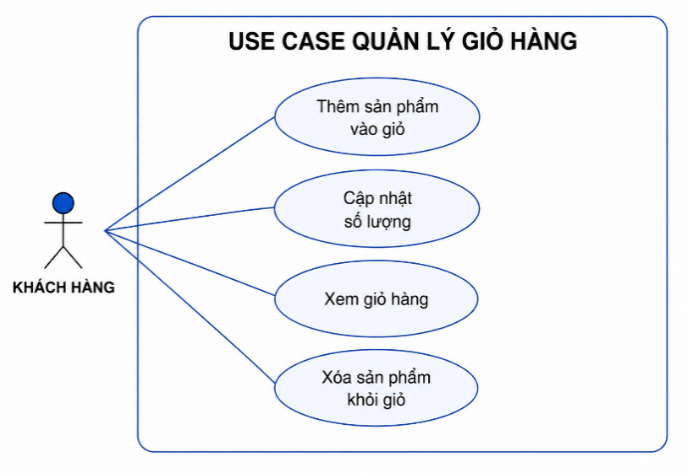 USE CASE QUẢN LÝ GIỎ HÀNG
Thêm sản phẩm
vào giỏ
Cập nhật
số lượng
KHÁCH HÀNG
Xem giỏ hàng
Xóa sản phẩm
khỏi giỏ